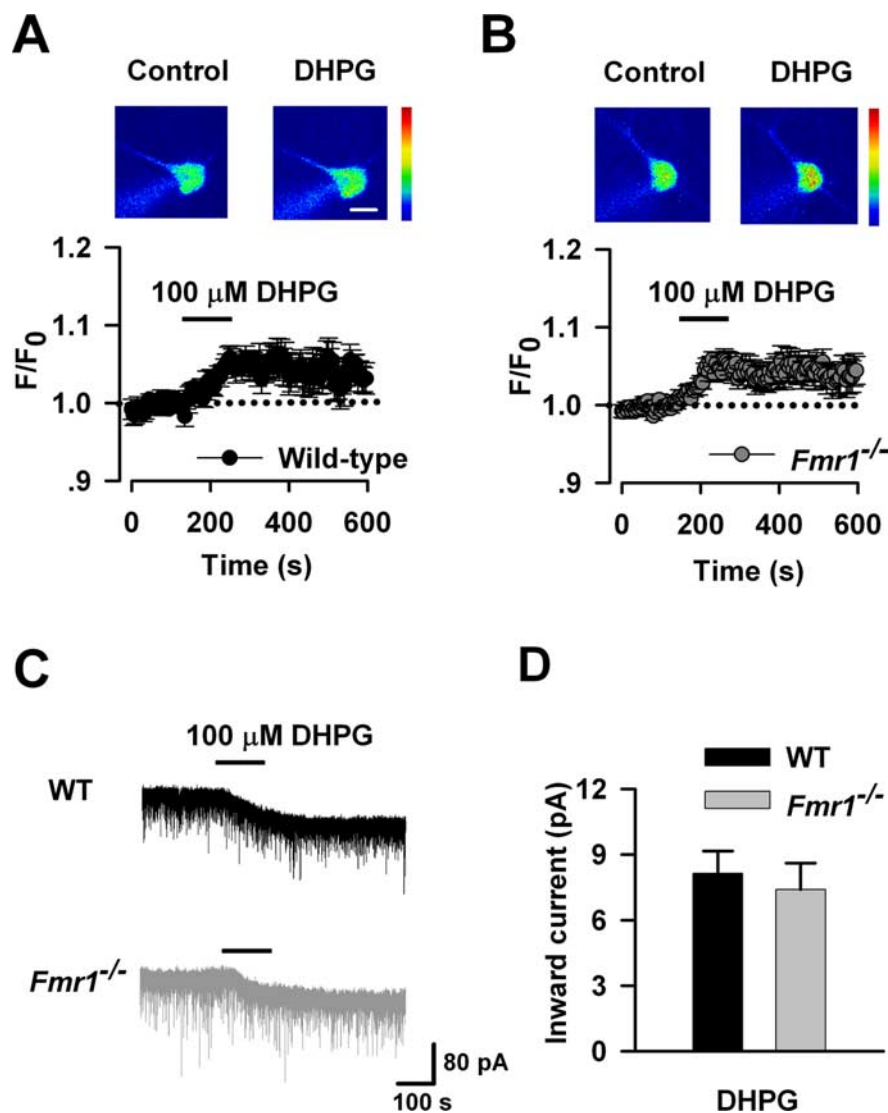 A
Control
DHPG
1.2
1.1
1.0
.9
F/F0
100 μM DHPG
Wild-type
0
200
400
600
Time (s)
B
Control
DHPG
1.2
1.1
1.0
.9
F/F0
100 μM DHPG
Fmr1-/-
0
200
400
600
Time (s)
C
100 μM DHPG
WT
Fmr1-/-
80 pA
100 s
D
WT
Fmr1-/-
12
9
6
3
0
Inward current (pA)
DHPG